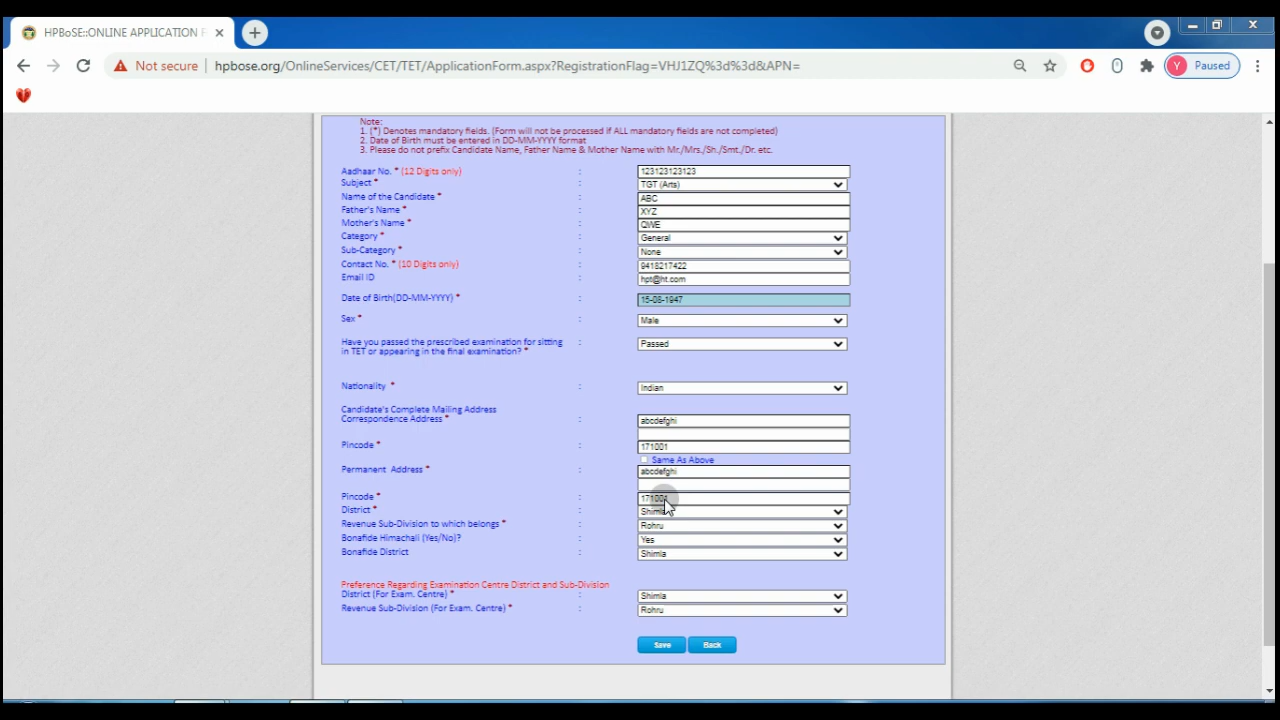 HPBoSE::ONLINE APPLICATION F
Not secure
hpbose.org/OnlineServices/CET/TET/ApplicationForm.aspx?RegistrationFlag=VHJ1ZQ%3d%3d&APN=
Y Paused
Note:
1. (*) Denotes mandatory fields. (Form will not be processed if ALL mandatory fields are not completed)
2. Date of Birth must be entered in DD-MM-YYYY format
3. Please do not prefix Candidate Name, Father Name & Mother Name with Mr./Mrs./Sh./Smt./Dr. etc.
Aadhaar No. * (12 Digits only) : 123123123123
Subject * : TGT (Arts)
Name of the Candidate * : ABC
Father's Name * : XYZ
Mother's Name * : QWE
Category * : General
Sub-Category * : None
Contact No. * (10 Digits only) : 9418217422
Email ID : hpt@ht.com
Date of Birth(DD-MM-YYYY) * : 15-08-1947
Sex * : Male
Have you passed the prescribed examination for sitting : Passed
in TET or appearing in the final examination? *
Nationality * : Indian
Candidate's Complete Mailing Address
Correspondence Address * : abcdefghi
Pincode * : 171001
Same As Above
Permanent Address * : abcdefghi
Pincode * : 171001
District * : Shimla
Revenue Sub-Division to which belongs * : Rohru
Bonafide Himachali (Yes/No)? : Yes
Bonafide District : Shimla
Preference Regarding Examination Centre District and Sub-Division
District (For Exam. Centre) * : Shimla
Revenue Sub-Division (For Exam. Centre) * : Rohru
Save Back